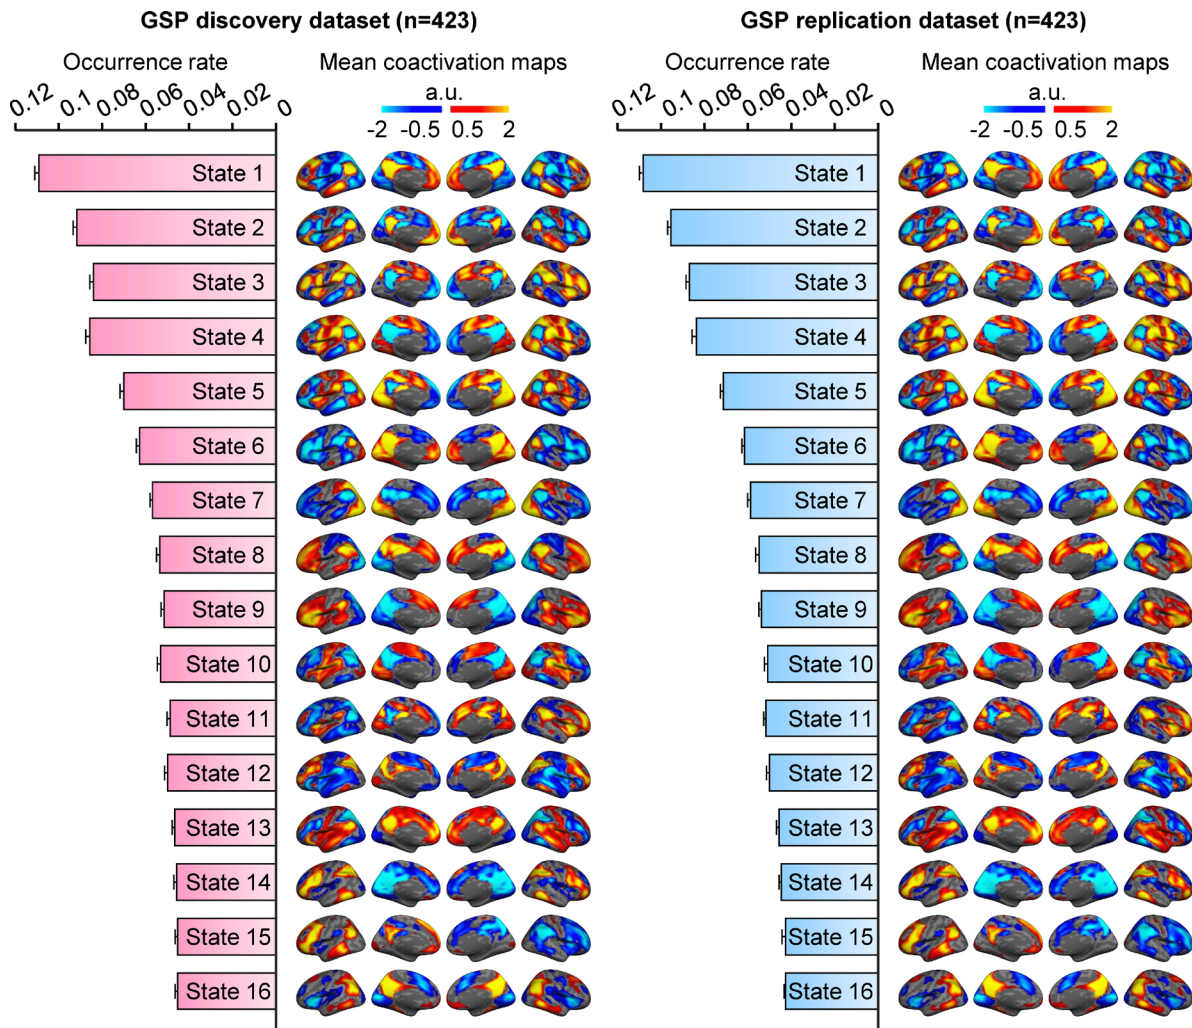 GSP discovery dataset (n=423)
Occurrence rate
Mean coactivation maps
0.12 0.1 0.08 0.06 0.04 0.02 0
a.u.
-2 -0.5 0.5 2
State 1
State 2
State 3
State 4
State 5
State 6
State 7
State 8
State 9
State 10
State 11
State 12
State 13
State 14
State 15
State 16
GSP replication dataset (n=423)
Occurrence rate
Mean coactivation maps
0.12 0.1 0.08 0.06 0.04 0.02 0
a.u.
-2 -0.5 0.5 2
State 1
State 2
State 3
State 4
State 5
State 6
State 7
State 8
State 9
State 10
State 11
State 12
State 13
State 14
State 15
State 16